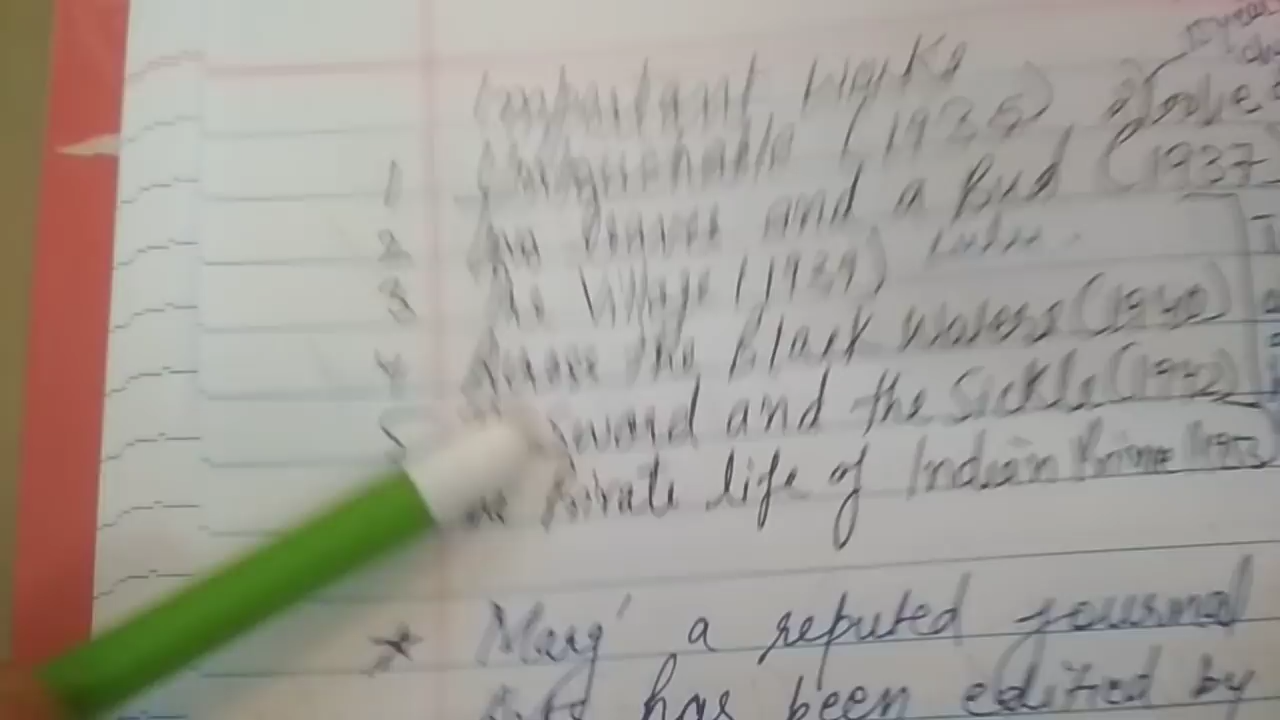 Important Works
1 Untouchable (1935)
2 Two leaves and a Bud (1937)
3 The Village (1939)
4 Across the Black Waters (1940)
5 Sword and the Sickle (1942)
Private life of Indian Prince (1953)
* Marg' a reputed journal
has been edited by